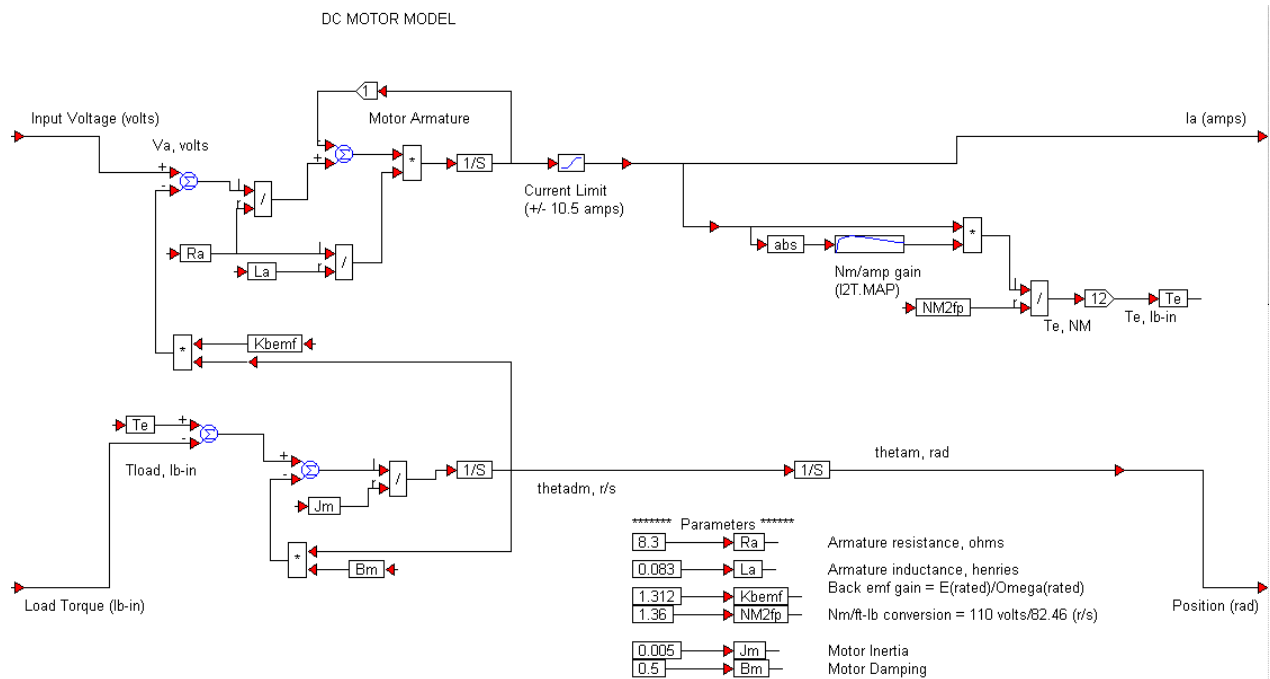 DC MOTOR MODEL
1
Input Voltage (volts)
Motor Armature
Ia (amps)
Va, volts
+
-
Σ
l
r
/
-
+
Σ
*
1/S
Current Limit
(+/- 10.5 amps)
Ra
La
l
r
/
abs
*
Nm/amp gain
(I2T.MAP)
NM2fp
l
r
/
12
Te
Te, NM
Te, lb-in
*
Kbemf
Te
+
-
Σ
Tload, lb-in
+
-
Σ
l
r
/
1/S
thetadm, r/s
1/S
thetam, rad
Jm
*
Bm
Load Torque (lb-in)
Position (rad)
******* Parameters ******
8.3 Ra Armature resistance, ohms
0.083 La Armature inductance, henries
Back emf gain = E(rated)/Omega(rated)
1.312 Kbemf
1.36 NM2fp Nm/ft-lb conversion = 110 volts/82.46 (r/s)
0.005 Jm Motor Inertia
0.5 Bm Motor Damping